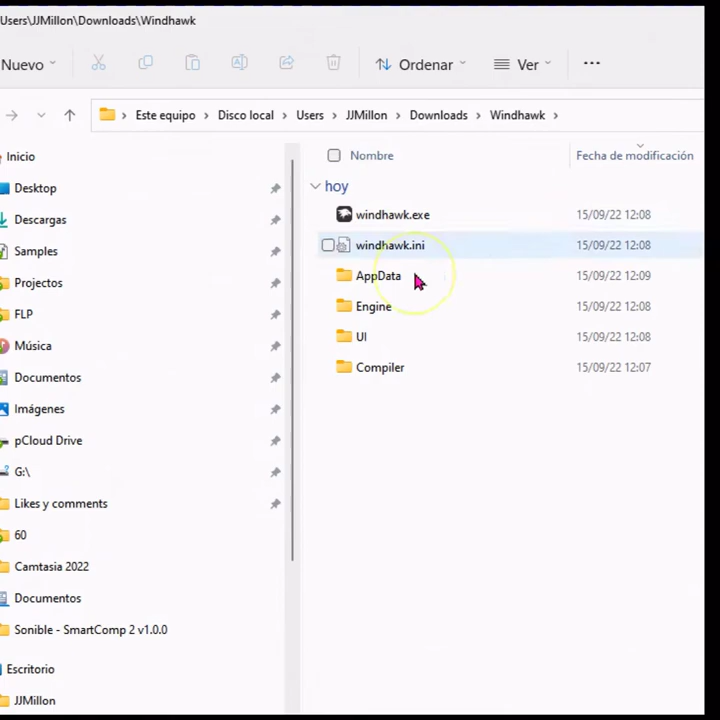 Users\JJMillon\Downloads\Windhawk
Nuevo
Ordenar
Ver
Este equipo > Disco local > Users > JJMillon > Downloads > Windhawk >
Inicio
Desktop
Descargas
Samples
Projectos
FLP
Música
Documentos
Imágenes
pCloud Drive
G:\
Likes y comments
60
Camtasia 2022
Documentos
Sonible - SmartComp 2 v1.0.0
Escritorio
JJMillon
Nombre Fecha de modificación
hoy
windhawk.exe 15/09/22 12:08
windhawk.ini 15/09/22 12:08
AppData 15/09/22 12:09
Engine 15/09/22 12:08
UI 15/09/22 12:08
Compiler 15/09/22 12:07